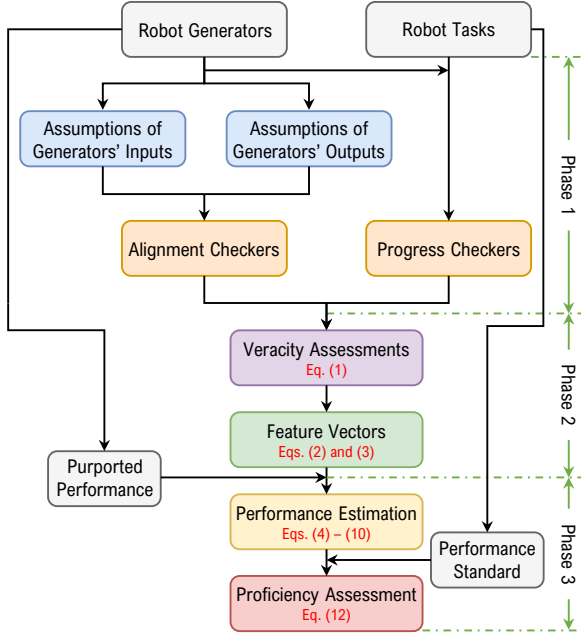 Robot Generators
Robot Tasks
Assumptions of
Generators' Inputs
Assumptions of
Generators' Outputs
Phase 1
Alignment Checkers
Progress Checkers
Veracity Assessments
Eq. (1)
Phase 2
Feature Vectors
Eqs. (2) and (3)
Purported
Performance
Performance Estimation
Eqs. (4) – (10)
Performance
Standard
Phase 3
Proficiency Assessment
Eq. (12)